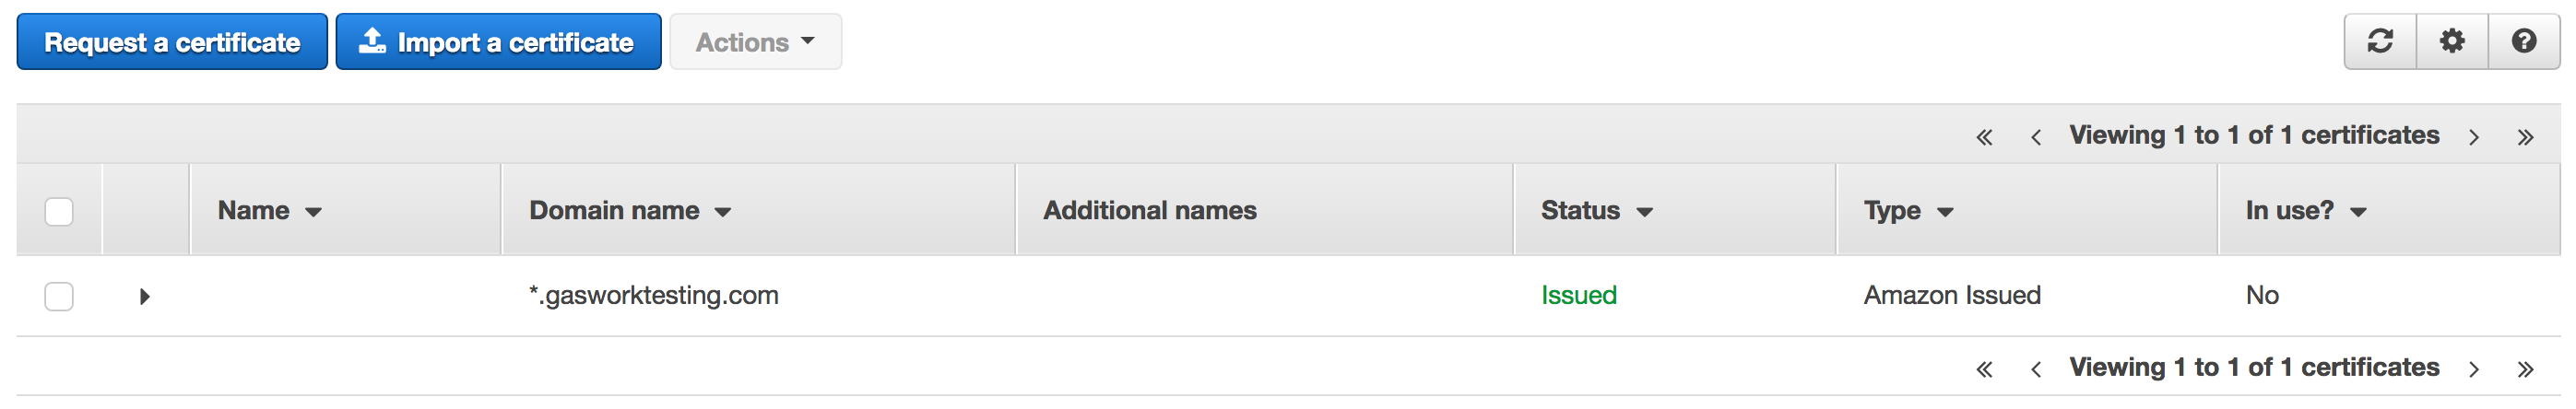 Request a certificate Import a certificate Actions
« ‹ Viewing 1 to 1 of 1 certificates › »
Name Domain name Additional names Status Type In use?
*.gasworktesting.com Issued Amazon Issued No
« ‹ Viewing 1 to 1 of 1 certificates › »